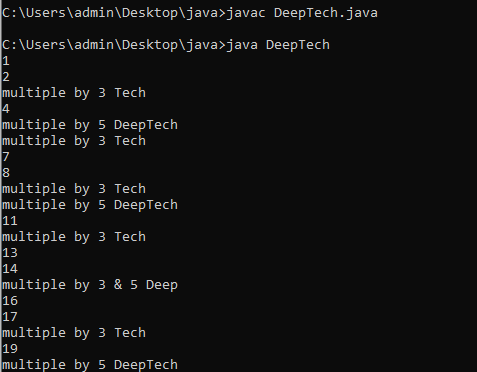 C:\Users\admin\Desktop\java>javac DeepTech.java
C:\Users\admin\Desktop\java>java DeepTech
1
2
multiple by 3 Tech
4
multiple by 5 DeepTech
multiple by 3 Tech
7
8
multiple by 3 Tech
multiple by 5 DeepTech
11
multiple by 3 Tech
13
14
multiple by 3 & 5 Deep
16
17
multiple by 3 Tech
19
multiple by 5 DeepTech